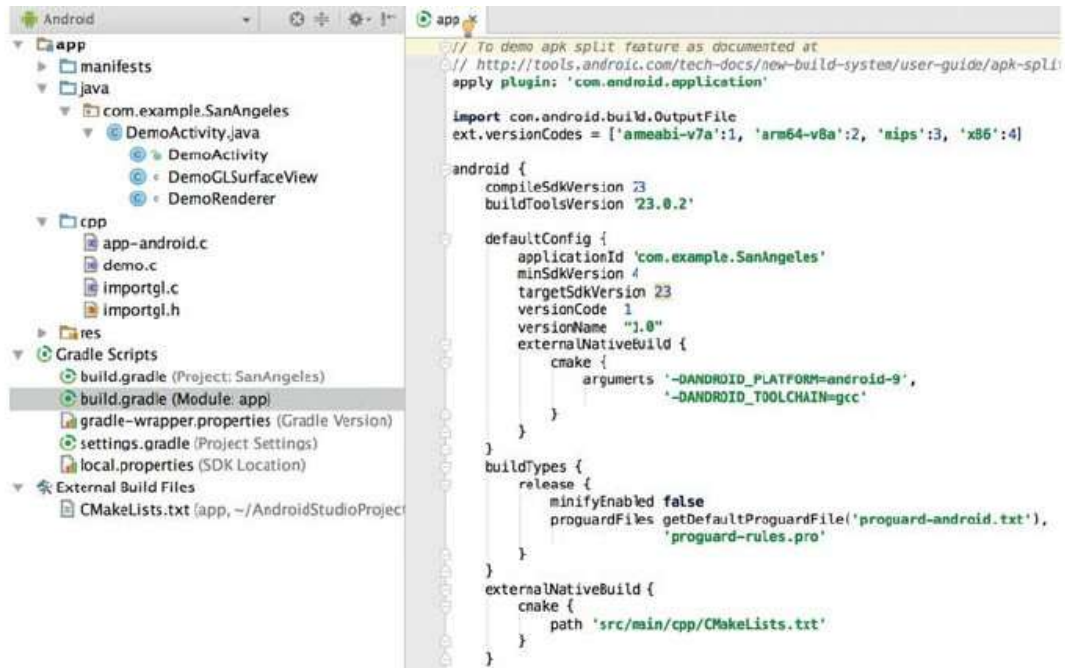 Android
app
manifests
java
com.example.SanAngeles
DemoActivity.java
DemoActivity
DemoGLSurfaceView
DemoRenderer
cpp
app-android.c
demo.c
importgl.c
importgl.h
res
Gradle Scripts
build.gradle (Project: SanAngeles)
build.gradle (Module: app)
gradle-wrapper.properties (Gradle Version)
settings.gradle (Project Settings)
local.properties (SDK Location)
External Build Files
CMakeLists.txt (app, ~/AndroidStudioProject
app
// To demo apk split feature as documented at
// http://tools.android.com/tech-docs/new-build-system/user-guide/apk-spli
apply plugin: 'com.android.application'
import com.android.build.OutputFile
ext.versionCodes = ['armeabi-v7a':1, 'arm64-v8a':2, 'mips':3, 'x86':4]
android {
compileSdkVersion 23
buildToolsVersion '23.0.2'
defaultConfig {
applicationId 'com.example.SanAngeles'
minSdkVersion 4
targetSdkVersion 23
versionCode 1
versionName "1.0"
externalNativeBuild {
cmake {
arguments '-DANDROID_PLATFORM=android-9',
'-DANDROID_TOOLCHAIN=gcc'
}
}
}
buildTypes {
release {
minifyEnabled false
proguardFiles getDefaultProguardFile('proguard-android.txt'),
'proguard-rules.pro'
}
}
externalNativeBuild {
cmake {
path 'src/main/cpp/CMakeLists.txt'
}
}